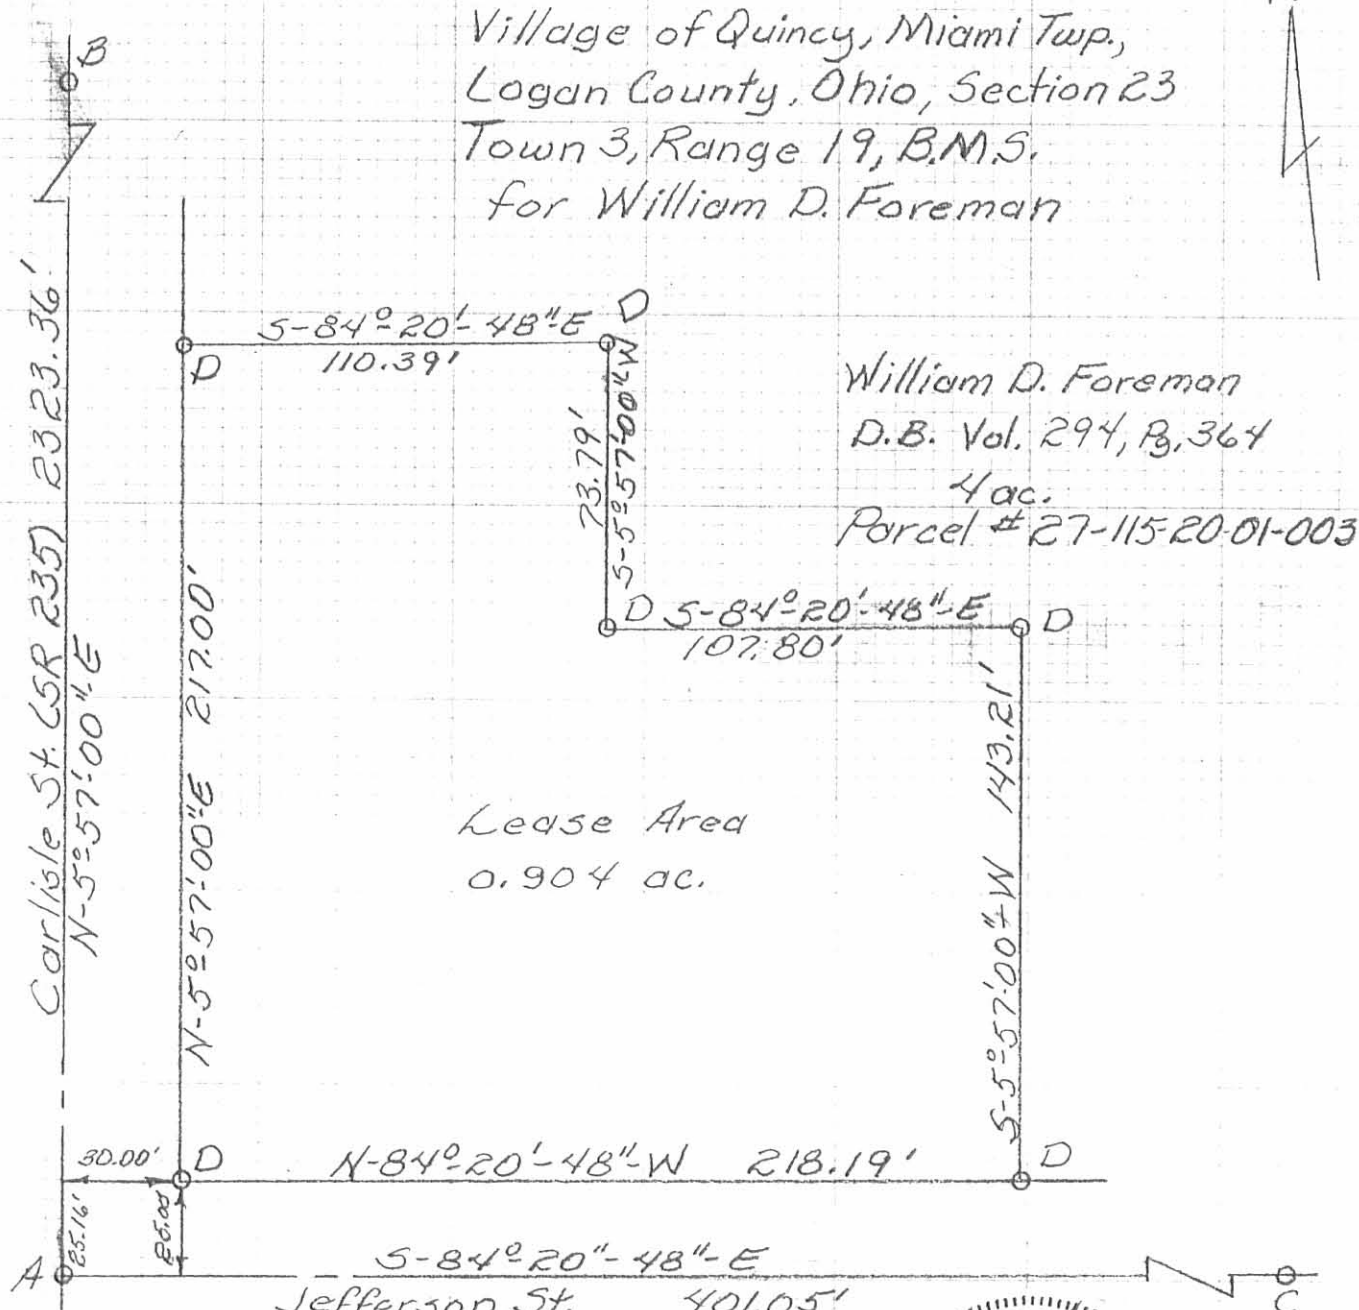 Village of Quincy, Miami Twp.,
Logan County, Ohio, Section 23
Town 3, Range 19, B.M.S.
for William D. Foreman
B
Carlisle St. (SR 235) 2323.36'
N-5°-57'-00"-E
S-84°-20'-48"-E
110.39'
D
D
73.79'
S-5°-57'-00"-W
William D. Foreman
D.B. Vol. 294, Pg. 364
4 ac.
Parcel # 27-115-20-01-003
D
S-84°-20'-48"-E
107.80'
D
N-5°-57'-00"-E 217.00'
Lease Area
0.904 ac.
S-5°-57'-00"-W 143.21'
30.00'
D
N-84°-20'-48"-W 218.19'
D
25.16'
25.00'
A
S-84°-20"-48"-E
Jefferson St. 401.05'
C